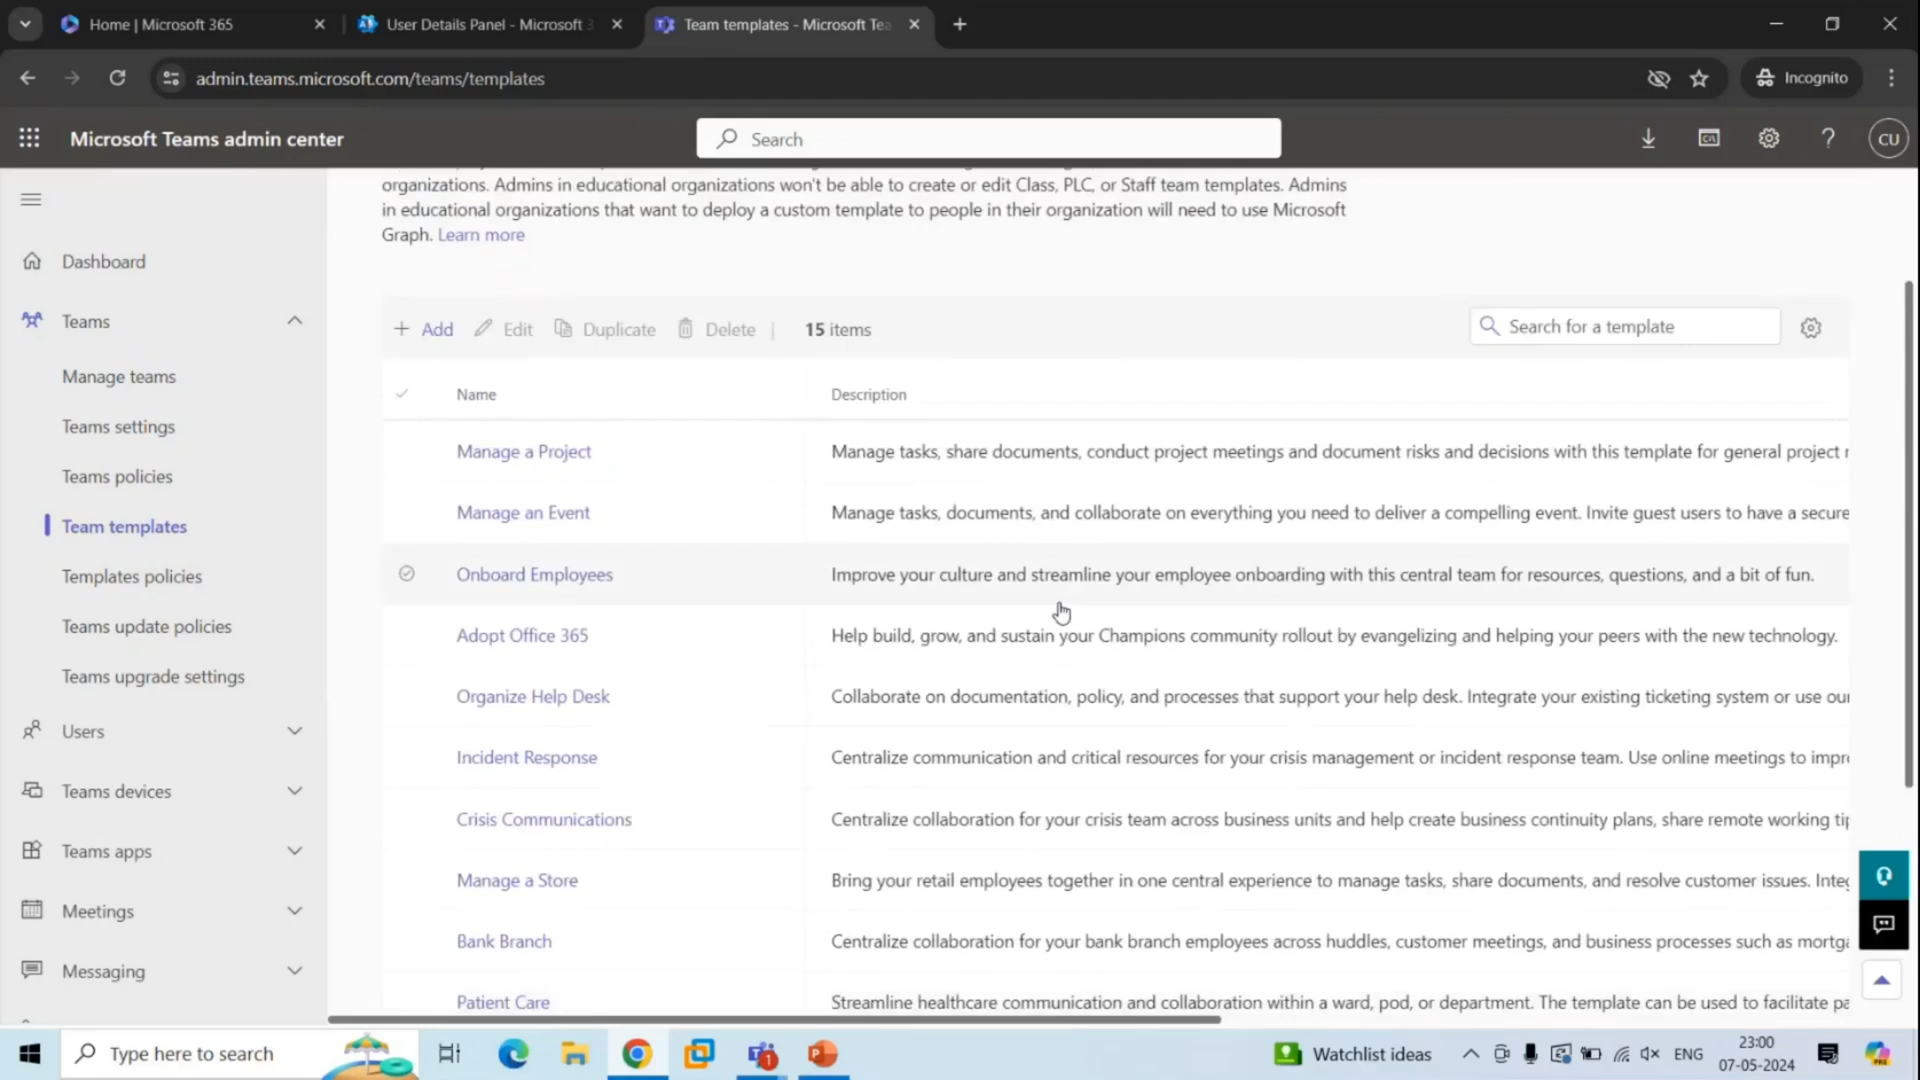 Home | Microsoft 365
User Details Panel - Microsoft 3
Team templates - Microsoft Tea
admin.teams.microsoft.com/teams/templates
Incognito
Microsoft Teams admin center
Search
CU
organizations. Admins in educational organizations won't be able to create or edit Class, PLC, or Staff team templates. Admins
in educational organizations that want to deploy a custom template to people in their organization will need to use Microsoft
Graph. Learn more
Dashboard
Teams
Manage teams
Teams settings
Teams policies
Team templates
Templates policies
Teams update policies
Teams upgrade settings
Users
Teams devices
Teams apps
Meetings
Messaging
+ Add Edit Duplicate Delete | 15 items
Search for a template
Name Description
Manage a Project Manage tasks, share documents, conduct project meetings and document risks and decisions with this template for general project
Manage an Event Manage tasks, documents, and collaborate on everything you need to deliver a compelling event. Invite guest users to have a secure
Onboard Employees Improve your culture and streamline your employee onboarding with this central team for resources, questions, and a bit of fun.
Adopt Office 365 Help build, grow, and sustain your Champions community rollout by evangelizing and helping your peers with the new technology.
Organize Help Desk Collaborate on documentation, policy, and processes that support your help desk. Integrate your existing ticketing system or use ou
Incident Response Centralize communication and critical resources for your crisis management or incident response team. Use online meetings to impr
Crisis Communications Centralize collaboration for your crisis team across business units and help create business continuity plans, share remote working ti
Manage a Store Bring your retail employees together in one central experience to manage tasks, share documents, and resolve customer issues. Inte
Bank Branch Centralize collaboration for your bank branch employees across huddles, customer meetings, and business processes such as mortg
Patient Care Streamline healthcare communication and collaboration within a ward, pod, or department. The template can be used to facilitate pa
Type here to search
Watchlist ideas
ENG
23:00
07-05-2024